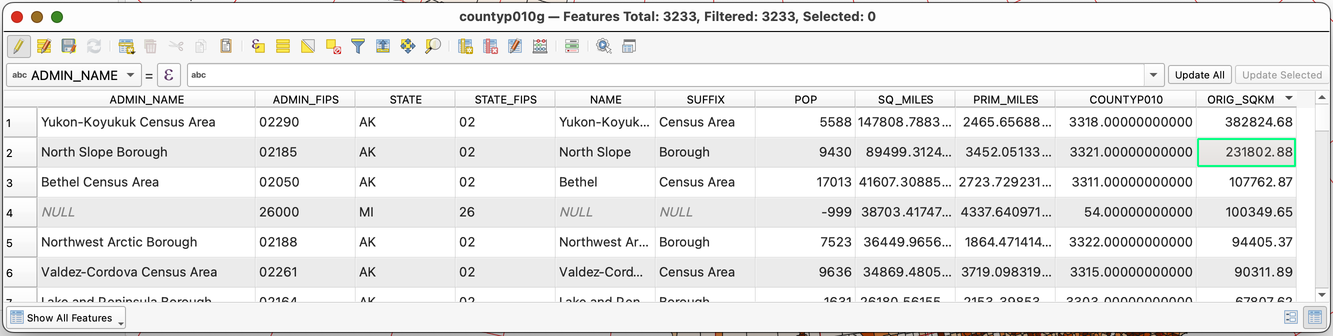 countyp010g — Features Total: 3233, Filtered: 3233, Selected: 0
abc ADMIN_NAME = ε abc Update All Update Selected
ADMIN_NAME ADMIN_FIPS STATE STATE_FIPS NAME SUFFIX POP SQ_MILES PRIM_MILES COUNTYP010 ORIG_SQKM
1 Yukon-Koyukuk Census Area 02290 AK 02 Yukon-Koyuk... Census Area 5588 147808.7883... 2465.65688... 3318.00000000000 382824.68
2 North Slope Borough 02185 AK 02 North Slope Borough 9430 89499.3124... 3452.05133... 3321.00000000000 231802.88
3 Bethel Census Area 02050 AK 02 Bethel Census Area 17013 41607.30885... 2723.729231... 3311.00000000000 107762.87
4 NULL 26000 MI 26 NULL NULL -999 38703.41747... 4337.640971... 54.00000000000 100349.65
5 Northwest Arctic Borough 02188 AK 02 Northwest Ar... Borough 7523 36449.9656... 1864.471414... 3322.00000000000 94405.37
6 Valdez-Cordova Census Area 02261 AK 02 Valdez-Cord... Census Area 9636 34869.4805... 3719.098319... 3315.00000000000 90311.89
7 Lake and Peninsula Borough 02164 AK 02 Lake and Pen... Borough 1631 26180.56155... 2153.39853... 3303.00000000000 67807.62
Show All Features